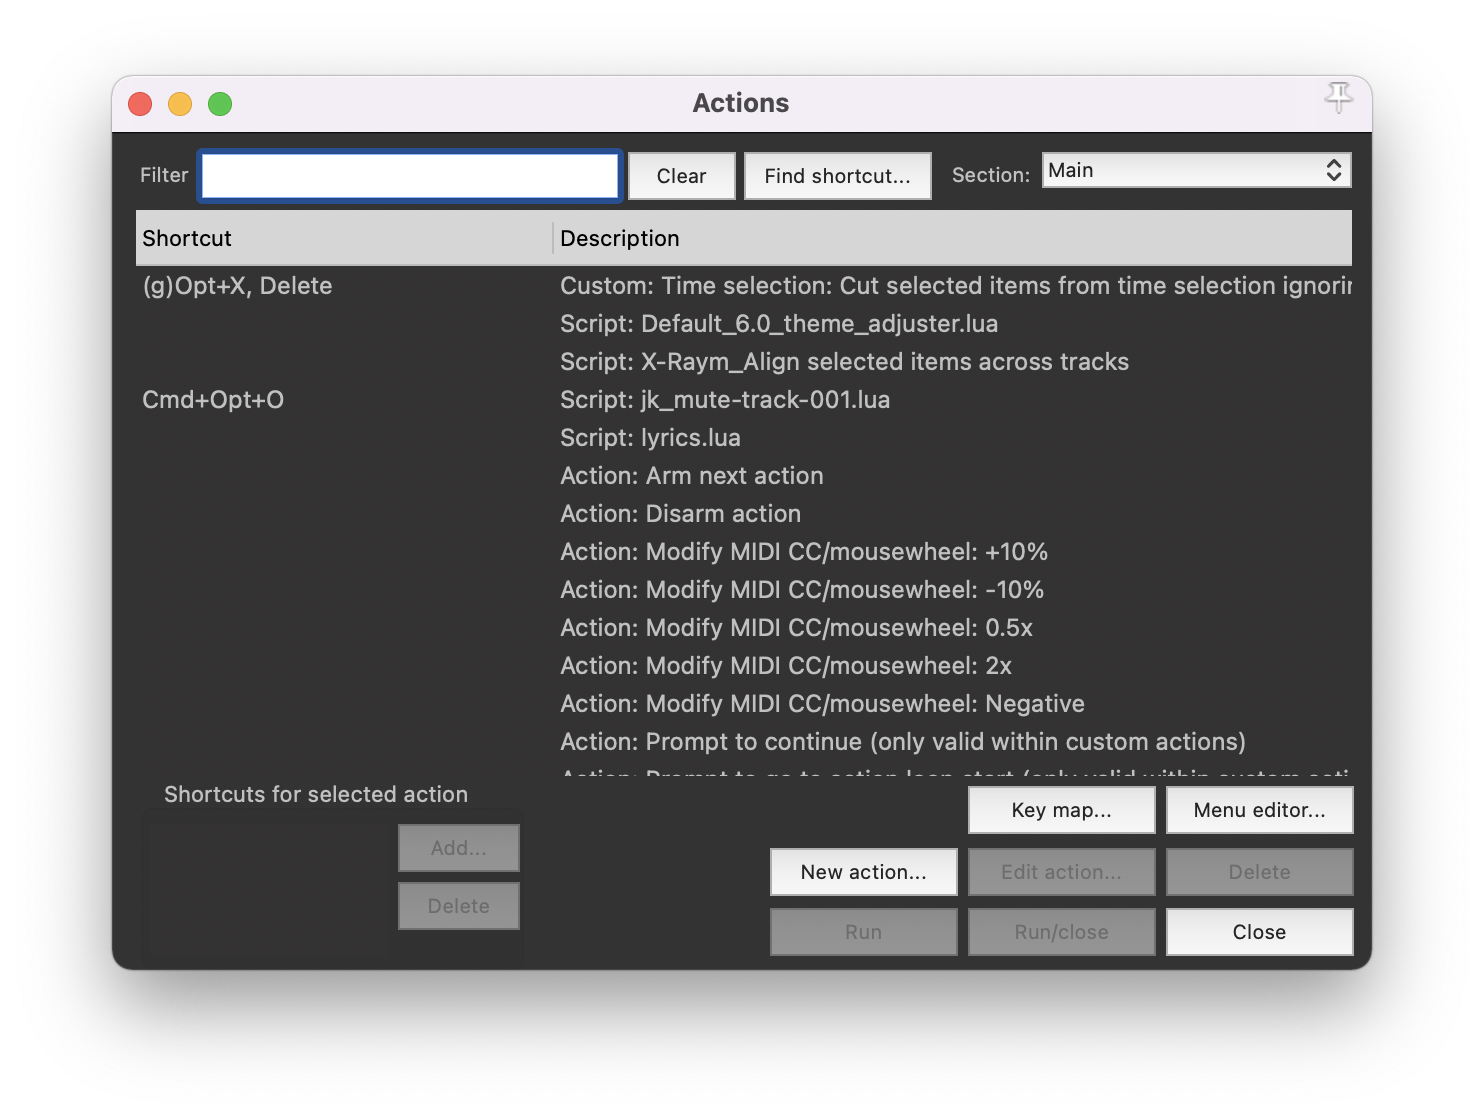 Actions
Filter Clear Find shortcut... Section: Main
Shortcut Description
(g)Opt+X, Delete Custom: Time selection: Cut selected items from time selection
Script: Default_6.0_theme_adjuster.lua
Script: X-Raym_Align selected items across tracks
Cmd+Opt+O Script: jk_mute-track-001.lua
Script: lyrics.lua
Action: Arm next action
Action: Disarm action
Action: Modify MIDI CC/mousewheel: +10%
Action: Modify MIDI CC/mousewheel: -10%
Action: Modify MIDI CC/mousewheel: 0.5x
Action: Modify MIDI CC/mousewheel: 2x
Action: Modify MIDI CC/mousewheel: Negative
Action: Prompt to continue (only valid within custom actions)
Shortcuts for selected action
Key map... Menu editor...
Add...
New action... Edit action... Delete
Delete
Run Run/close Close